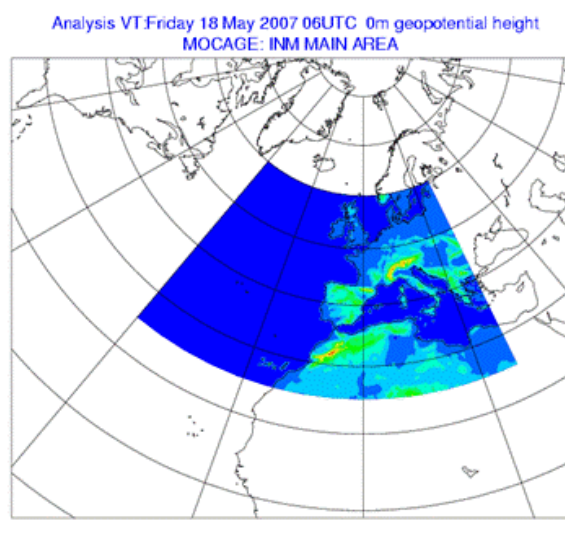 Analysis VT:Friday 18 May 2007 06UTC 0m geopotential height
MOCAGE: INM MAIN AREA